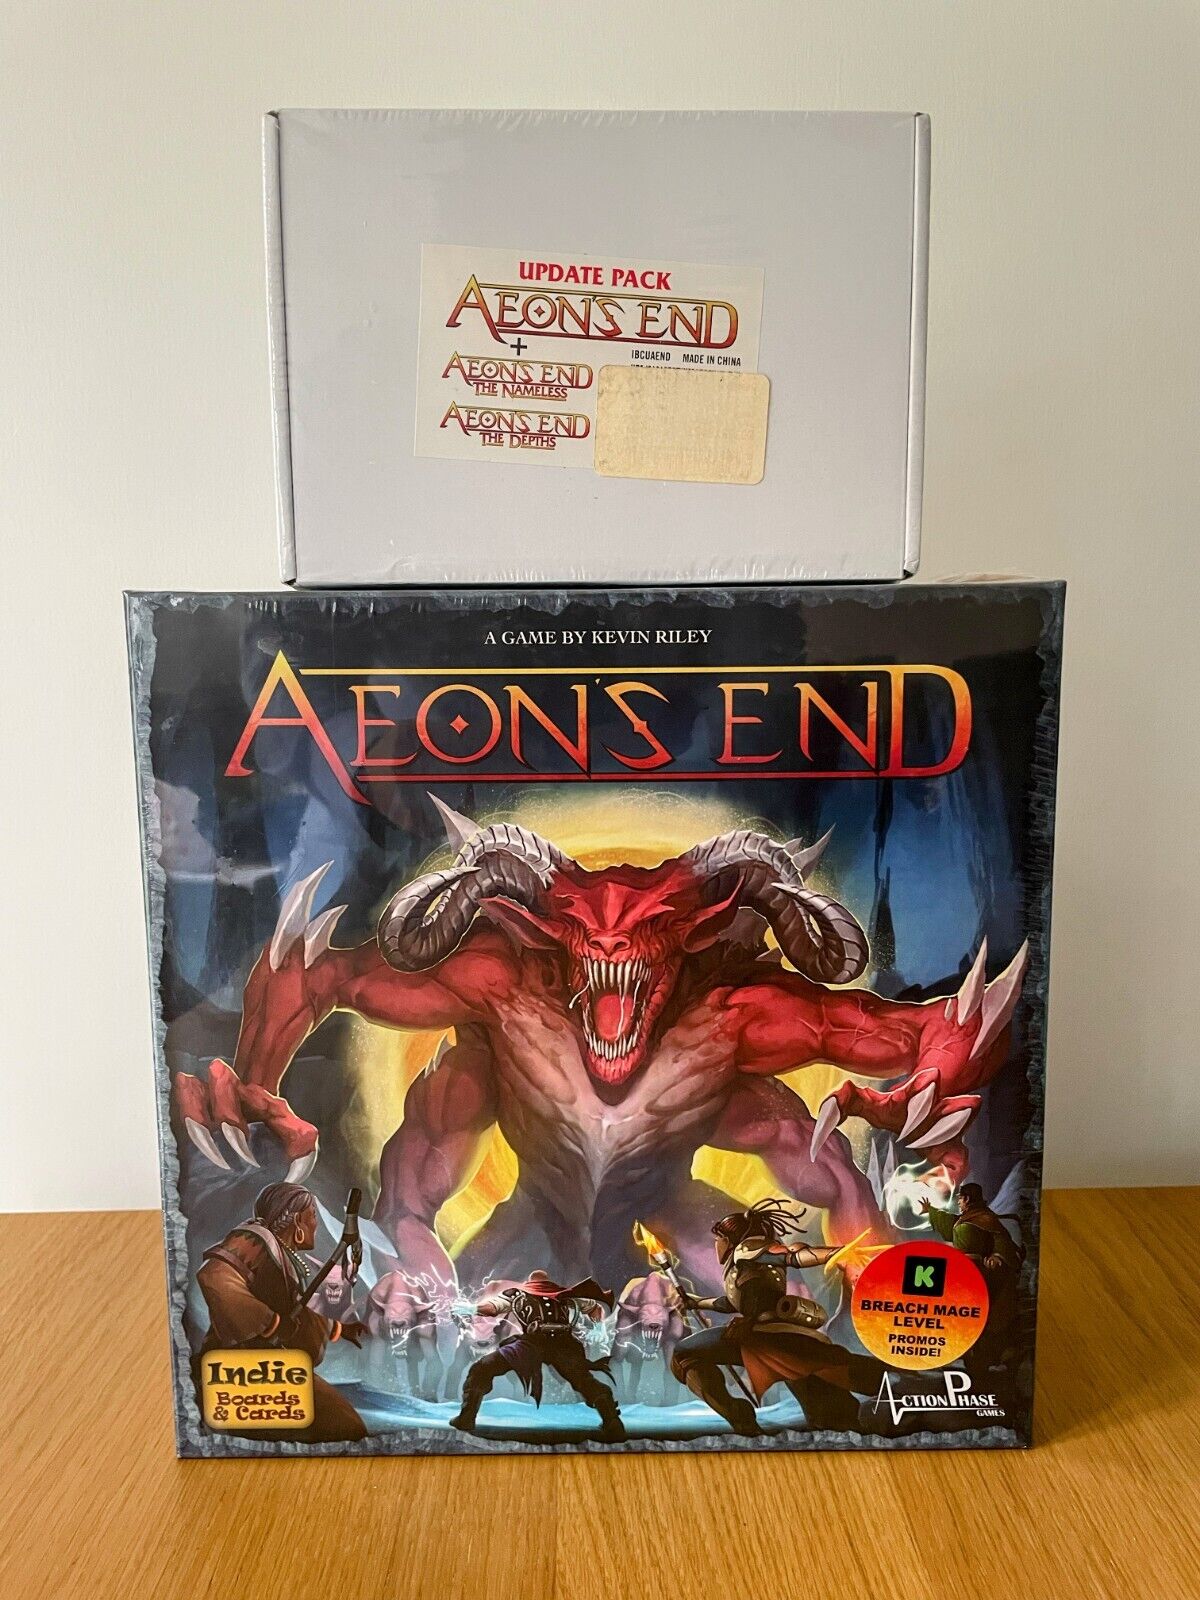 UPDATE PACK
AEON'S END
+
IBCUAEND MADE IN CHINA
AEON'S END
THE NAMELESS
AEON'S END
THE DEPTHS
A GAME BY KEVIN RILEY
AEON'S END
K
BREACH MAGE
LEVEL
PROMOS
INSIDE!
Indie
Boards
& Cards
ACTION PHASE
GAMES